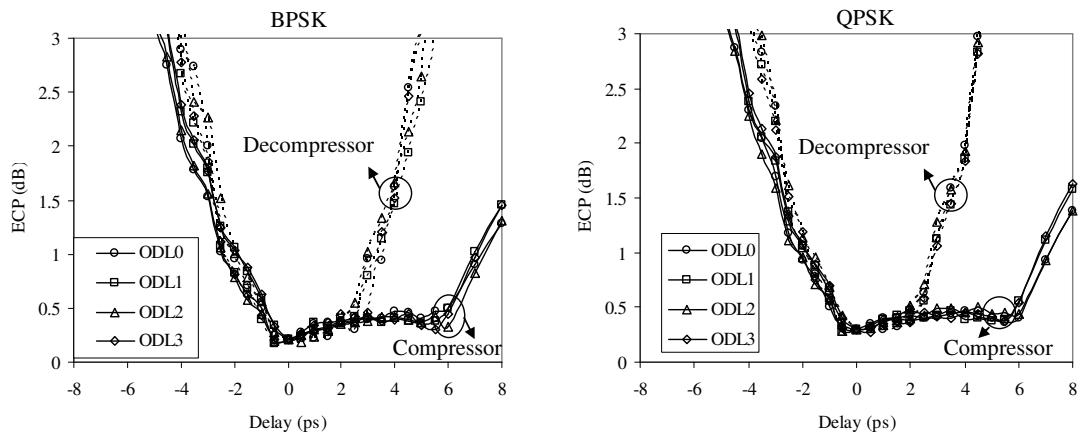 BPSK
3
2.5
2
1.5
1
0.5
0
ECP (dB)
-8 -6 -4 -2 0 2 4 6 8
Delay (ps)
Decompressor
Compressor
ODL0
ODL1
ODL2
ODL3
QPSK
3
2.5
2
1.5
1
0.5
0
ECP (dB)
-8 -6 -4 -2 0 2 4 6 8
Delay (ps)
Decompressor
Compressor
ODL0
ODL1
ODL2
ODL3